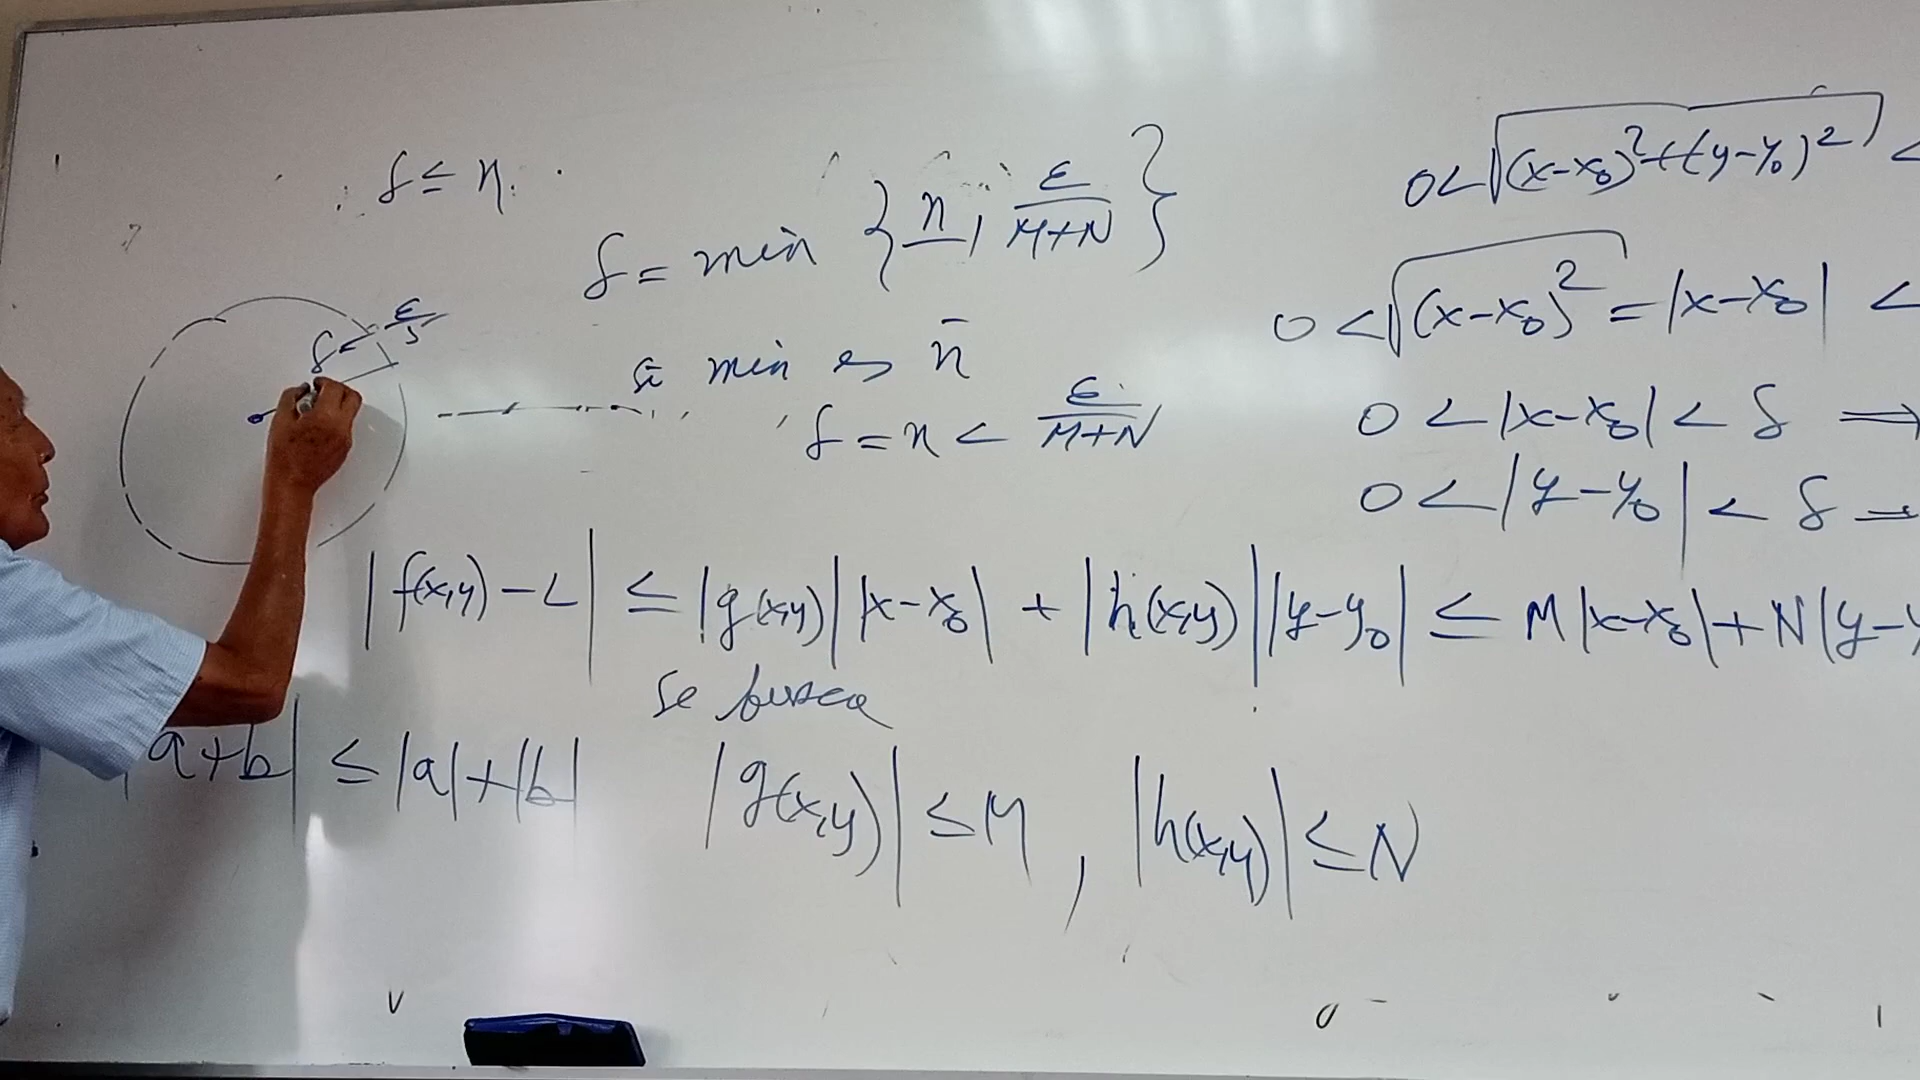 δ ≤ n.
δ = min {n, ε/(M+N)}
δ < ε/5
si min es n
δ = n < ε/(M+N)
0 < √((x-x₀)²+(y-y₀)²) <
0 < √((x-x₀)²) = |x-x₀| <
0 < |x-x₀| < δ ⇒
0 < |y-y₀| < δ ⇒
|f(x,y) - L| ≤ |g(x,y)| |x-x₀| + |h(x,y)| |y-y₀| ≤ M|x-x₀| + N|y-y
se busca
|a+b| ≤ |a|+|b|
|g(x,y)| ≤ M, |h(x,y)| ≤ N